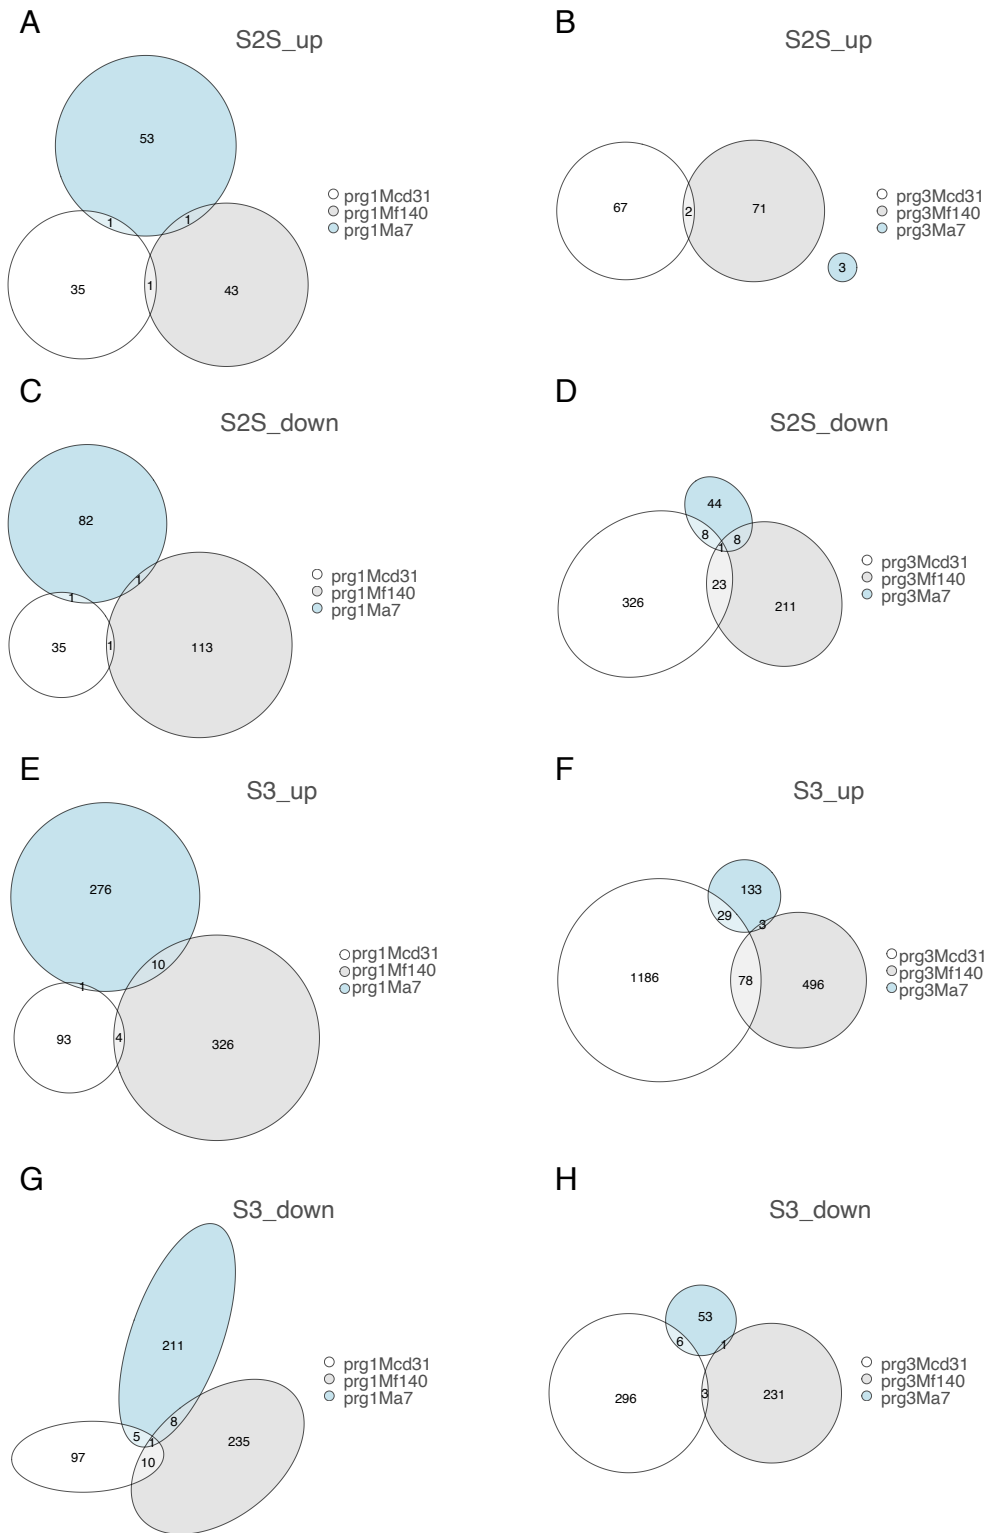 A
S2S_up
53
1
1
35
1
43
prg1Mcd31
prg1Mf140
prg1Ma7
B
S2S_up
67
2
71
3
prg3Mcd31
prg3Mf140
prg3Ma7
C
S2S_down
82
1
1
35
1
113
prg1Mcd31
prg1Mf140
prg1Ma7
D
S2S_down
44
8
8
1
23
326
211
prg3Mcd31
prg3Mf140
prg3Ma7
E
S3_up
276
10
1
93
4
326
prg1Mcd31
prg1Mf140
prg1Ma7
F
S3_up
133
29
3
1186
78
496
prg3Mcd31
prg3Mf140
prg3Ma7
G
S3_down
211
8
5
1
97
10
235
prg1Mcd31
prg1Mf140
prg1Ma7
H
S3_down
53
6
1
296
3
231
prg3Mcd31
prg3Mf140
prg3Ma7